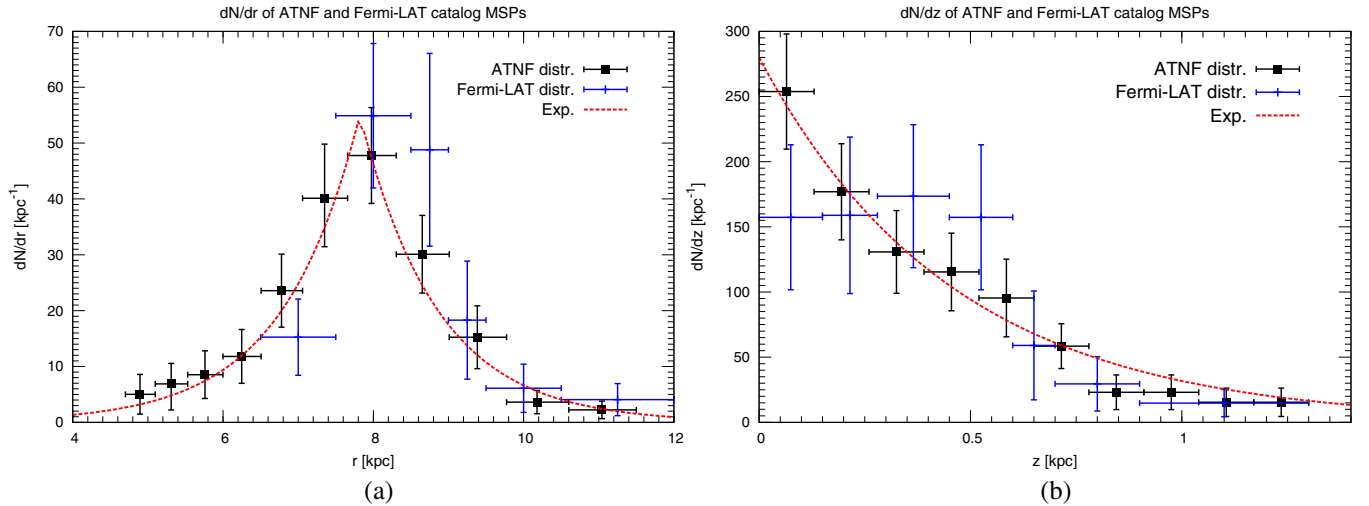 dN/dr of ATNF and Fermi-LAT catalog MSPs
70
60
50
40
30
20
10
0
dN/dr [kpc⁻¹]
ATNF distr.
Fermi-LAT distr.
Exp.
4 6 8 10 12
r [kpc]
(a)
dN/dz of ATNF and Fermi-LAT catalog MSPs
300
250
200
150
100
50
0
dN/dz [kpc⁻¹]
ATNF distr.
Fermi-LAT distr.
Exp.
0 0.5 1
z [kpc]
(b)